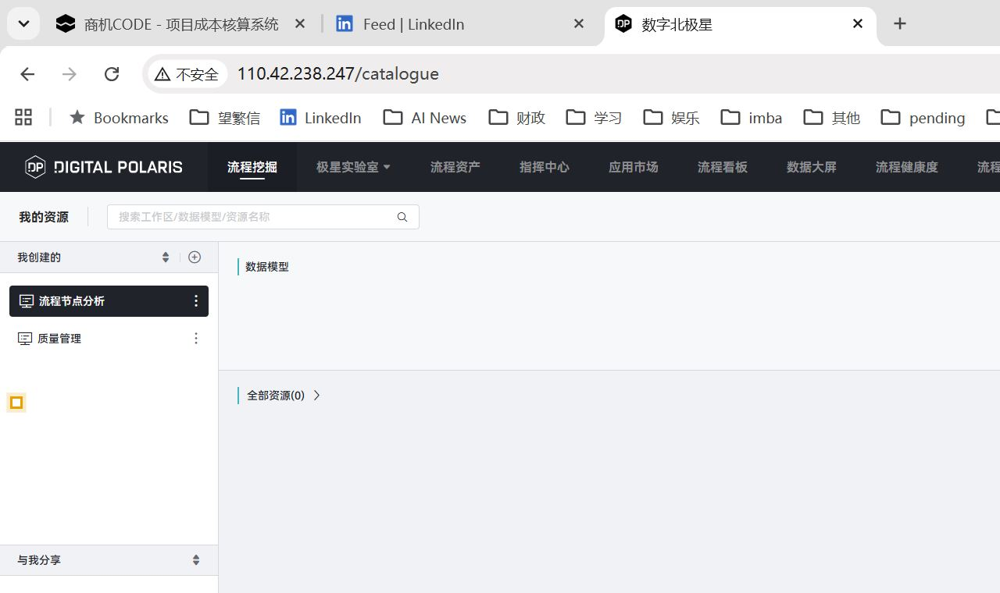 商机CODE - 项目成本核算系统
Feed | LinkedIn
数字北极星
不安全
110.42.238.247/catalogue
Bookmarks
望繁信
LinkedIn
AI News
财政
学习
娱乐
imba
其他
pending
DP DIGITAL POLARIS
流程挖掘
极星实验室
流程资产
指挥中心
应用市场
流程看板
数据大屏
流程健康度
流程
我的资源
搜索工作区/数据模型/资源名称
我创建的
数据模型
流程节点分析
质量管理
全部资源(0)
与我分享